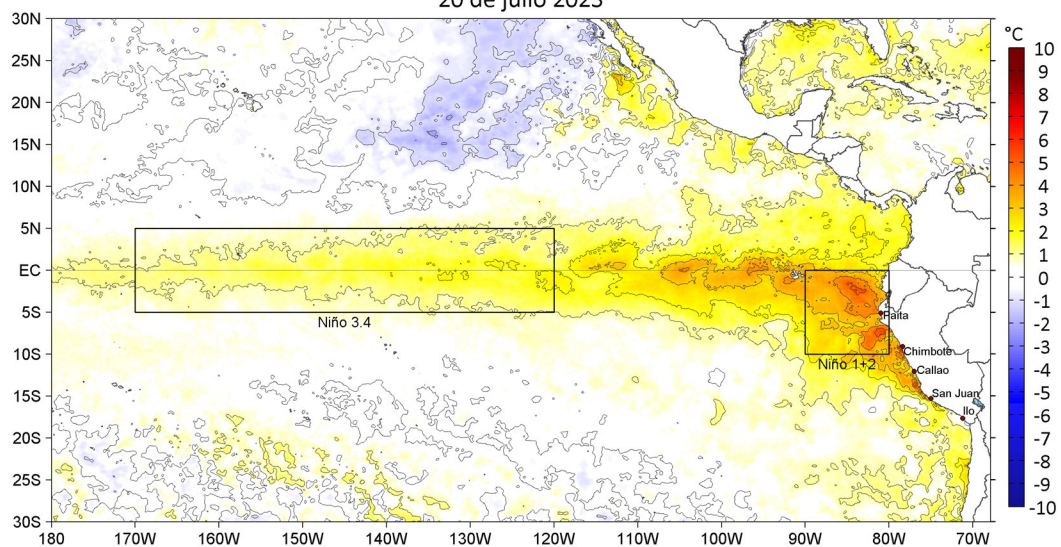 20 de julio 2023
°C
30N
25N
20N
15N
10N
5N
EC
5S
10S
15S
20S
25S
30S
Niño 3.4
Niño 1+2
Paita
Chimbote
Callao
San Juan
Ilo
180 170W 160W 150W 140W 130W 120W 110W 100W 90W 80W 70W
10
9
8
7
6
5
4
3
2
1
0
-1
-2
-3
-4
-5
-6
-7
-8
-9
-10